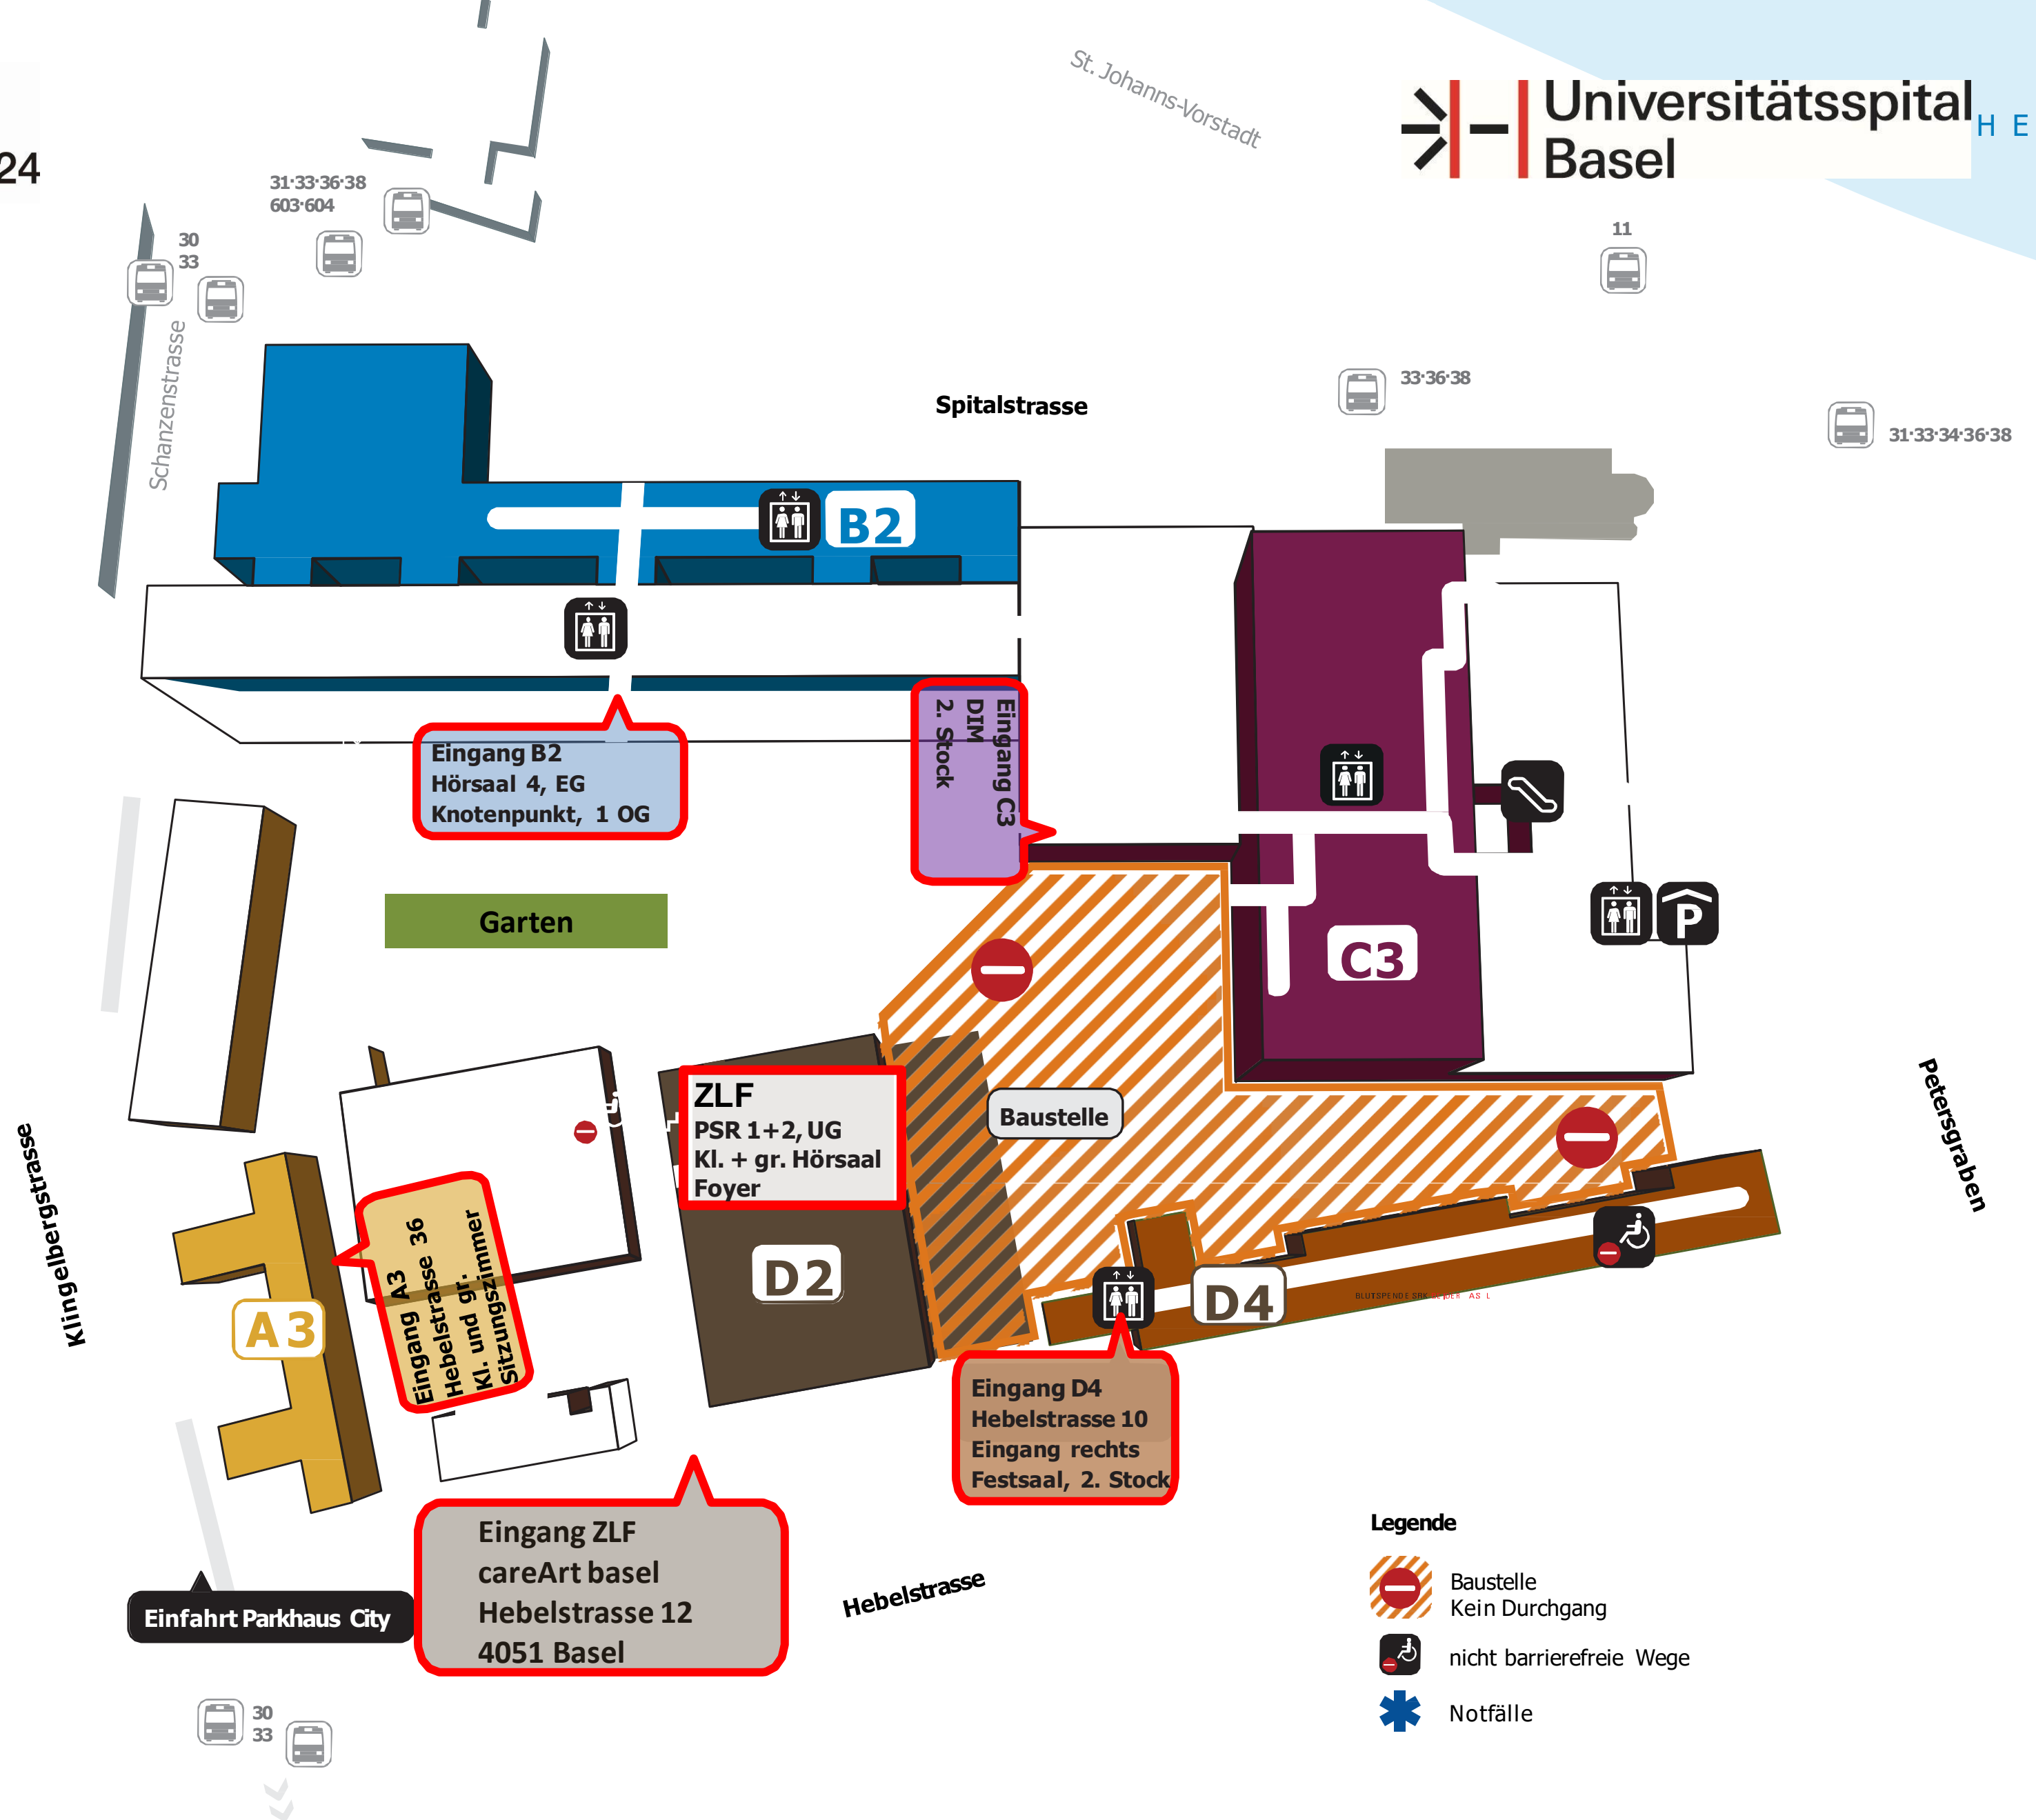 St. Johanns-Vorstadt
Universitätsspital
Basel
H E
24
31·33·36·38
603·604
30
33
11
Schanzenstrasse
33·36·38
Spitalstrasse
31·33·34·36·38
B2
Eingang B2
Hörsaal 4, EG
Knotenpunkt, 1 OG
Eingang C3
DIM
2. Stock
Garten
P
C3
Baustelle
ZLF
PSR 1+2, UG
Kl. + gr. Hörsaal
Foyer
Petersgraben
Klingelbergstrasse
Eingang A3
Hebelstrasse 36
Kl. und gr.
Sitzungszimmer
A3
D2
D4
Eingang D4
Hebelstrasse 10
Eingang rechts
Festsaal, 2. Stock
Eingang ZLF
careArt basel
Hebelstrasse 12
4051 Basel
Hebelstrasse
Einfahrt Parkhaus City
30
33
Legende
Baustelle
Kein Durchgang
nicht barrierefreie Wege
Notfälle